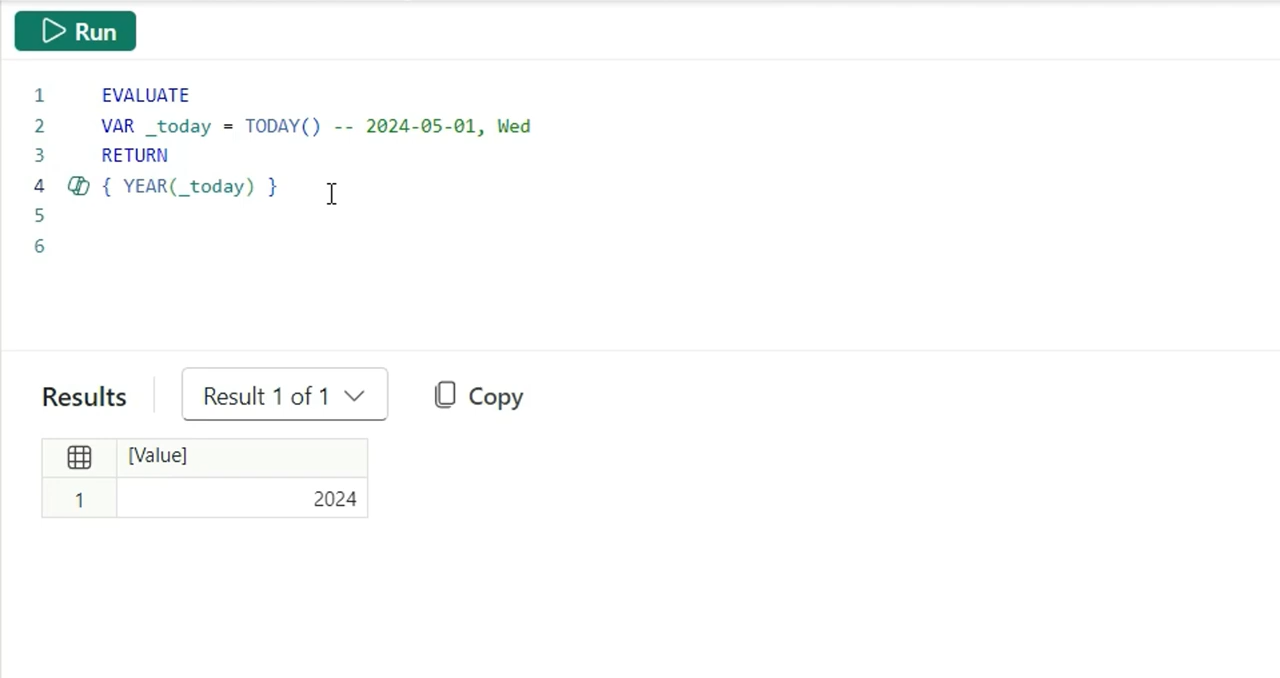 Run
1 EVALUATE
2 VAR _today = TODAY() -- 2024-05-01, Wed
3 RETURN
4 { YEAR(_today) }
5
6
Results Result 1 of 1 Copy
[Value]
1 2024